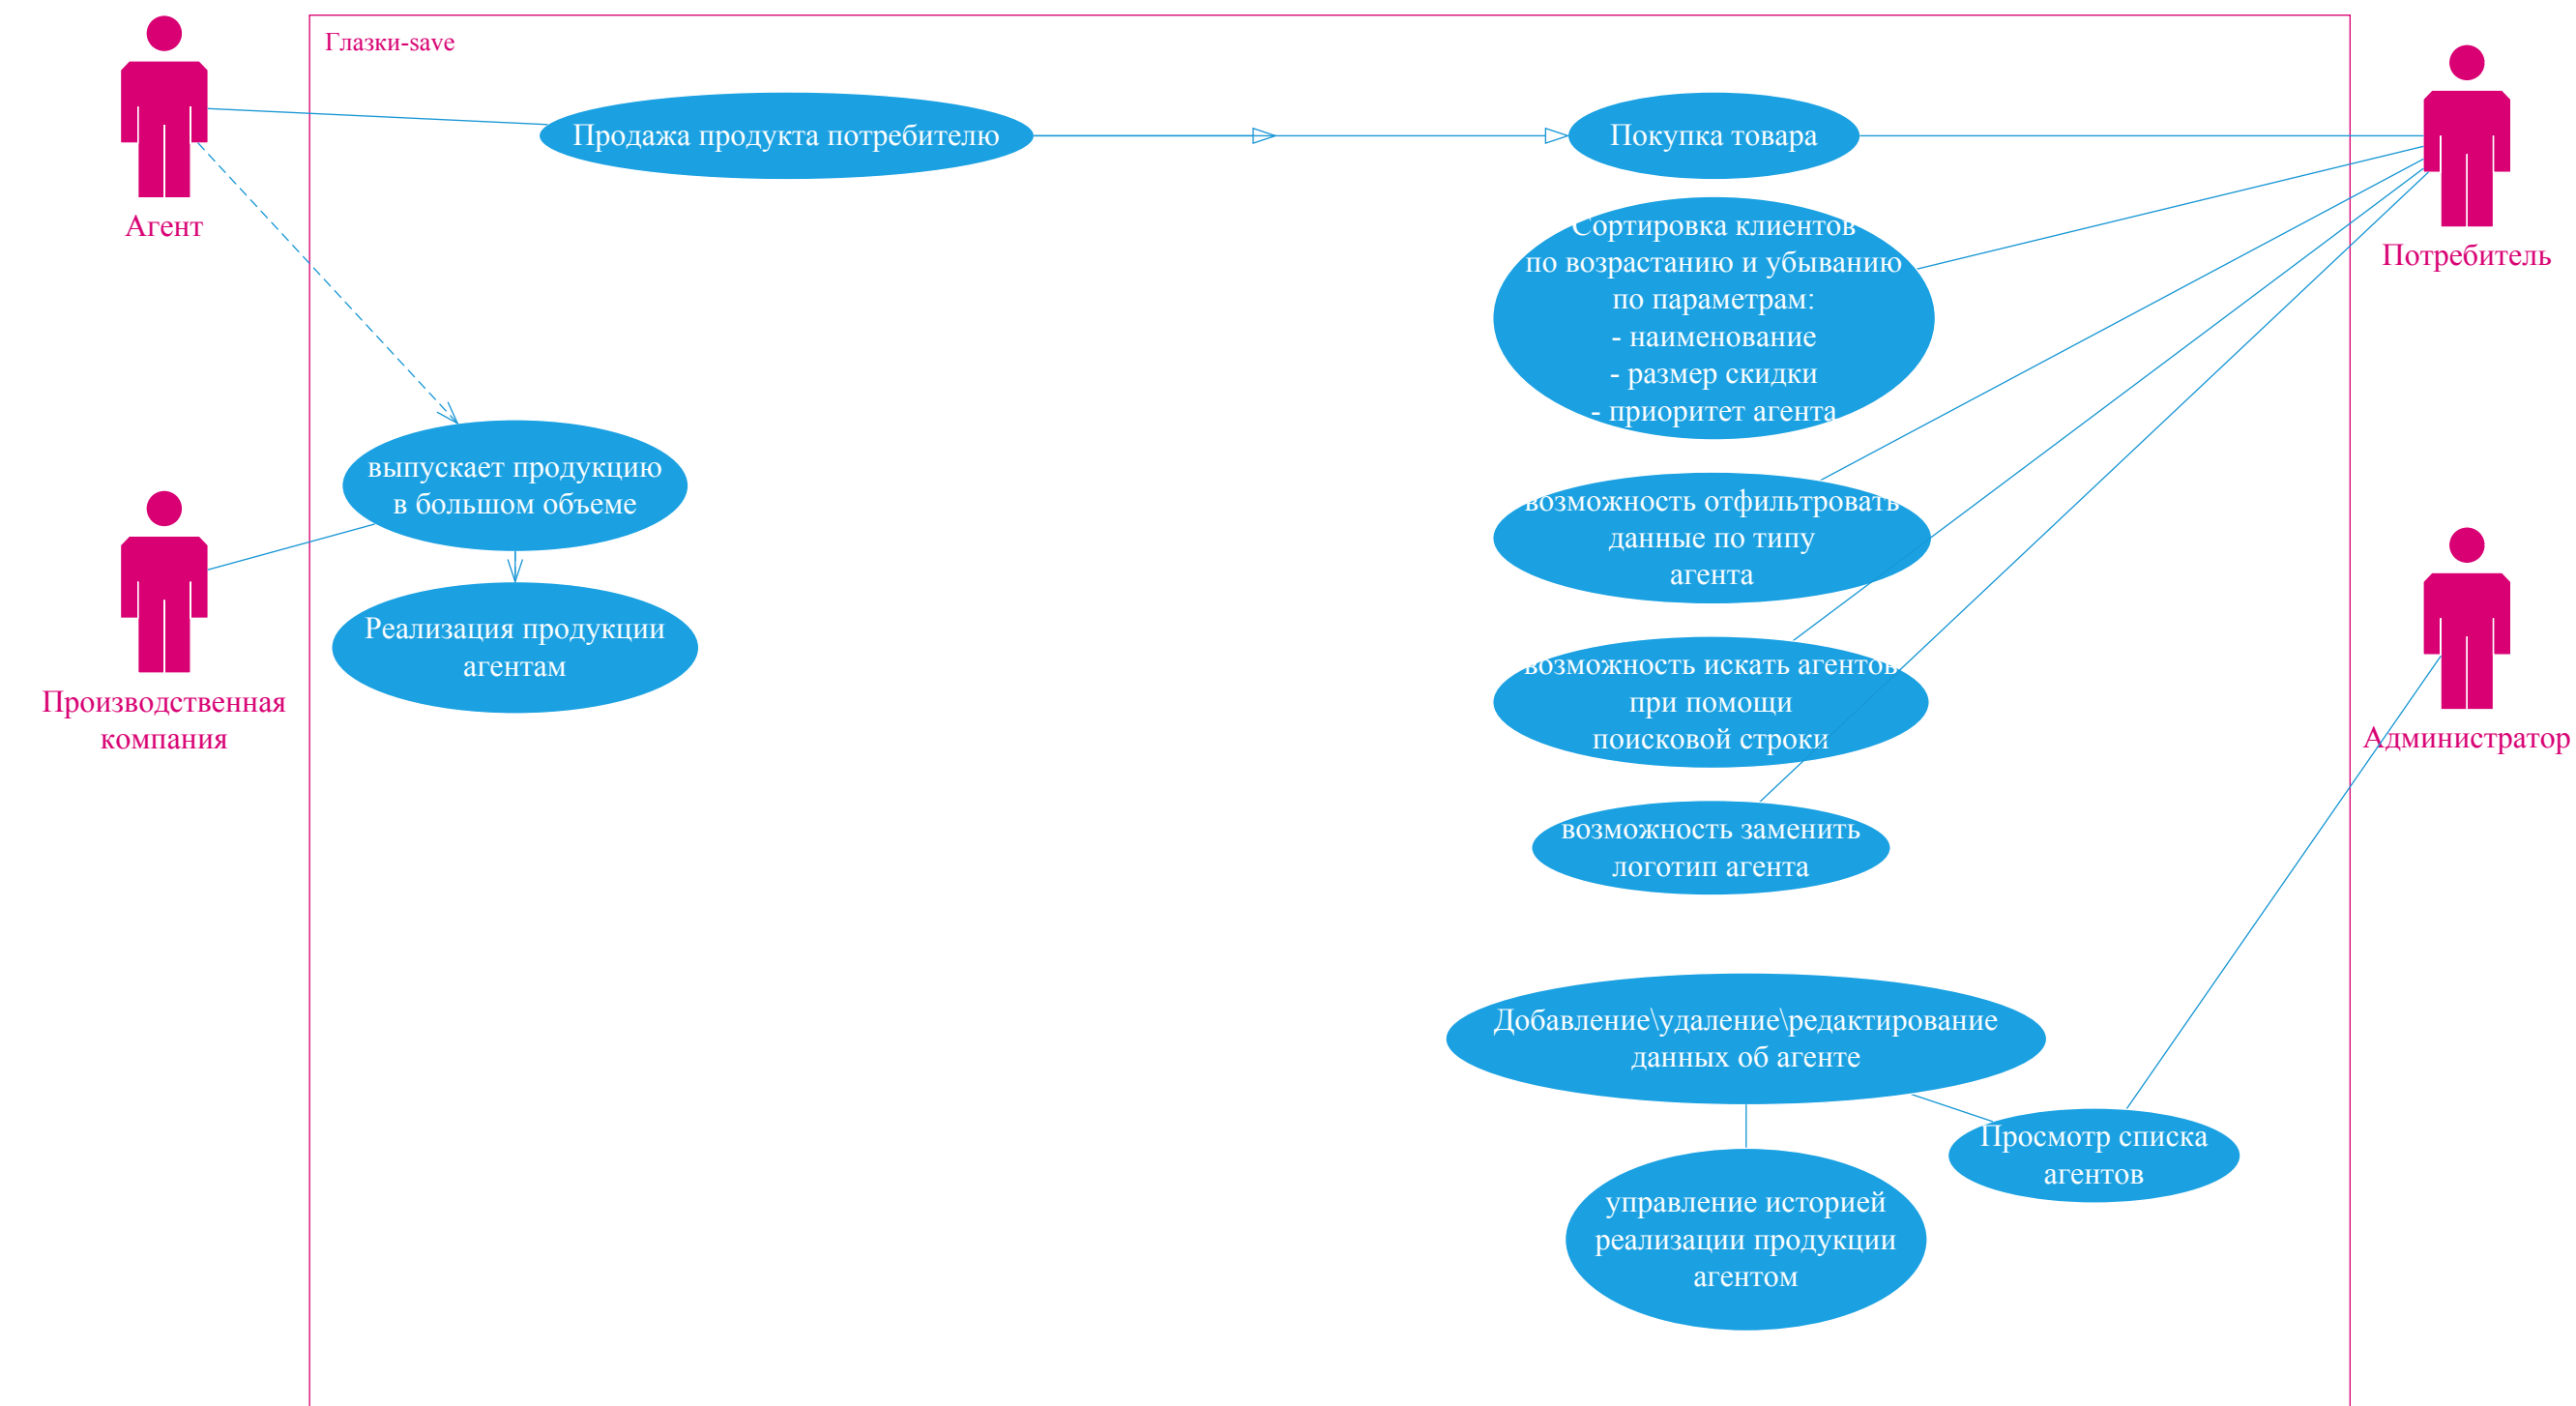 Глазки-save
Агент
Продажа продукта потребителю
Покупка товара
Потребитель
Сортировка клиентов
по возрастанию и убыванию
по параметрам:
- наименование
- размер скидки
- приоритет агента
выпускает продукцию
в большом объеме
Производственная
компания
Реализация продукции
агентам
возможность отфильтровать
данные по типу
агента
возможность искать агентов
при помощи
поисковой строки
Администратор
возможность заменить
логотип агента
Добавление\удаление\редактирование
данных об агенте
Просмотр списка
агентов
управление историей
реализации продукции
агентом